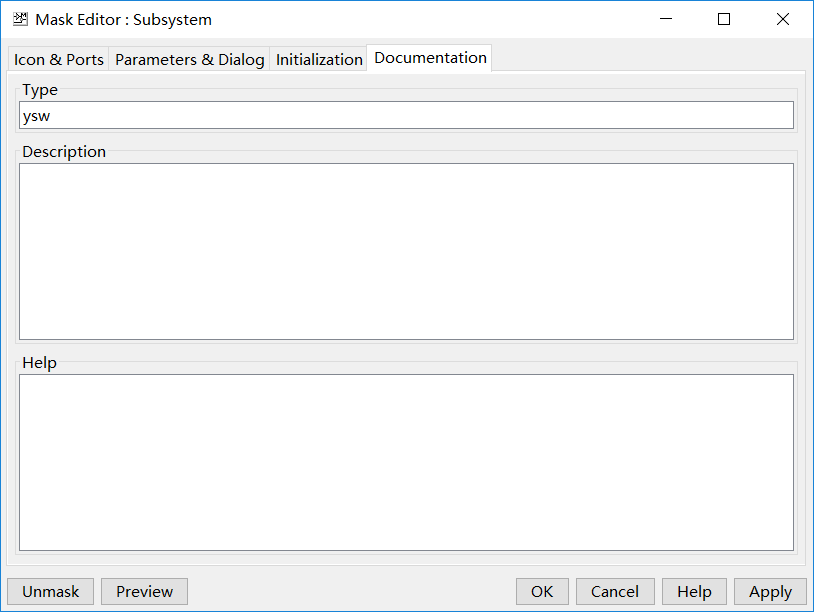 Mask Editor : Subsystem
Icon & Ports Parameters & Dialog Initialization Documentation
Type
ysw
Description
Help
Unmask Preview OK Cancel Help Apply